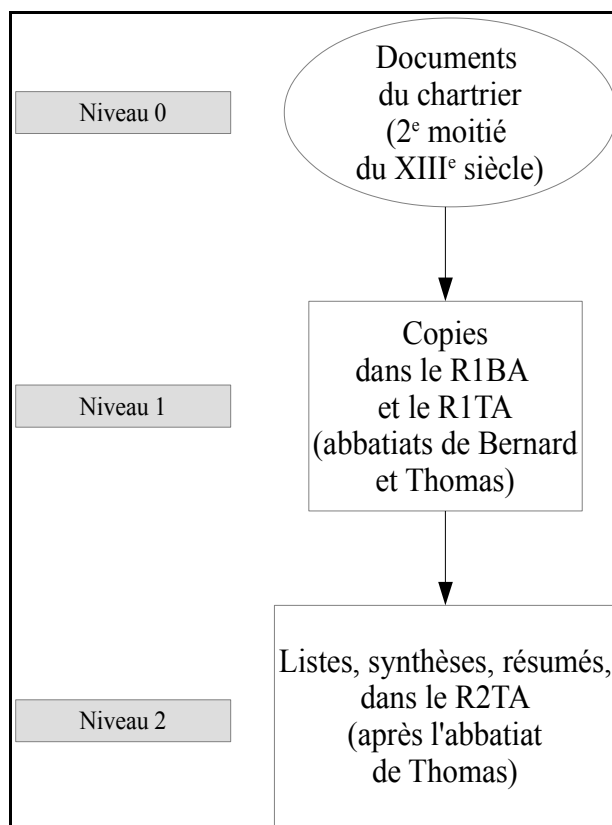 Niveau 0
Documents
du chartrier
(2e moitié
du XIIIe siècle)
Niveau 1
Copies
dans le R1BA
et le R1TA
(abbatiats de Bernard
et Thomas)
Niveau 2
Listes, synthèses, résumés,
dans le R2TA
(après l'abbatiat
de Thomas)